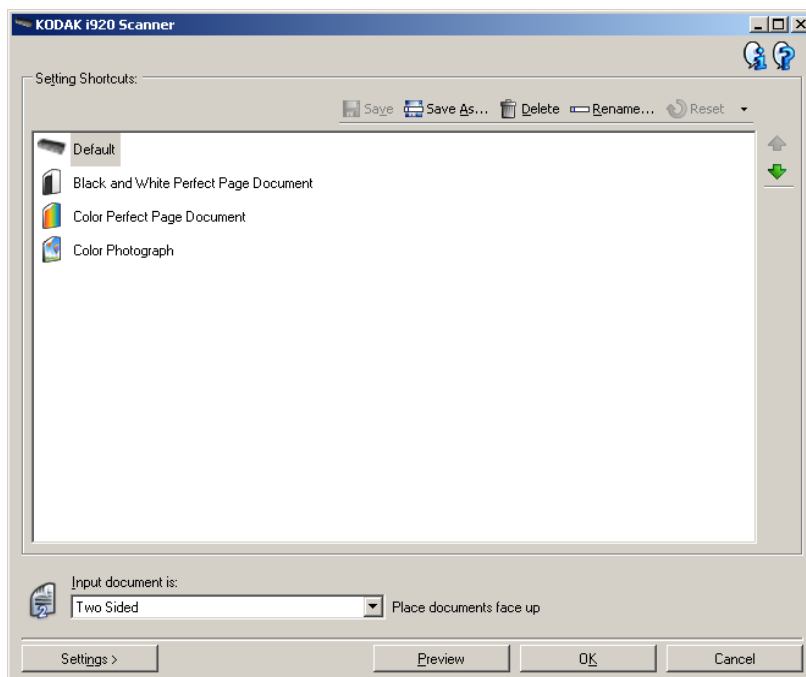 KODAK i920 Scanner
Setting Shortcuts:
Save Save As... Delete Rename... Reset
Default
Black and White Perfect Page Document
Color Perfect Page Document
Color Photograph
Input document is:
Two Sided Place documents face up
Settings > Preview OK Cancel